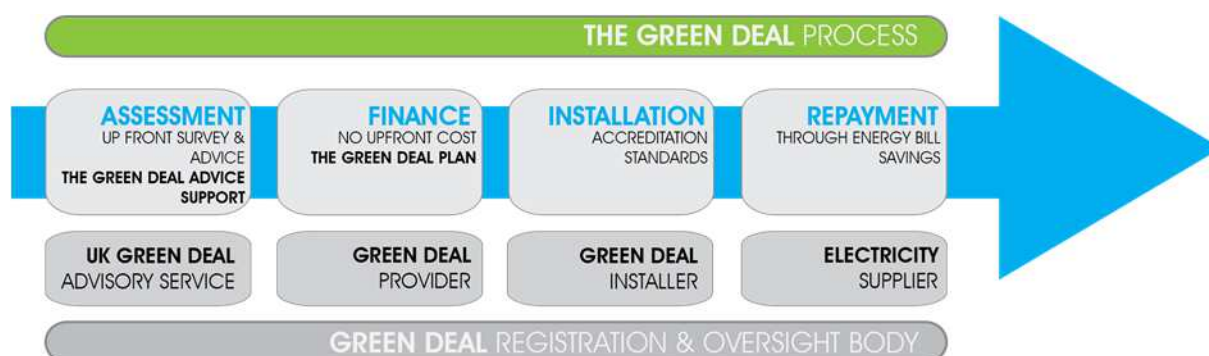 THE GREEN DEAL PROCESS
ASSESSMENT
UP FRONT SURVEY &
ADVICE
THE GREEN DEAL ADVICE
SUPPORT
FINANCE
NO UPFRONT COST
THE GREEN DEAL PLAN
INSTALLATION
ACCREDITATION
STANDARDS
REPAYMENT
THROUGH ENERGY BILL
SAVINGS
UK GREEN DEAL
ADVISORY SERVICE
GREEN DEAL
PROVIDER
GREEN DEAL
INSTALLER
ELECTRICITY
SUPPLIER
GREEN DEAL REGISTRATION & OVERSIGHT BODY